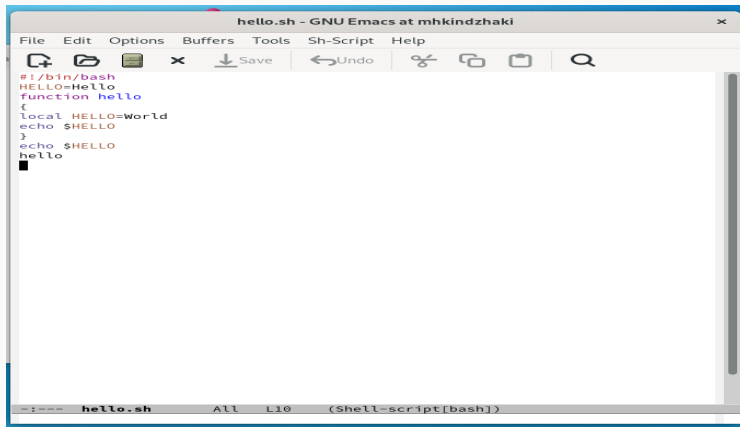 hello.sh - GNU Emacs at mhkindzhaki
File Edit Options Buffers Tools Sh-Script Help
Save Undo
#!/bin/bash
HELLO=Hello
function hello
{
local HELLO=World
echo $HELLO
}
echo $HELLO
hello
-:--- hello.sh All L10 (Shell-script[bash])